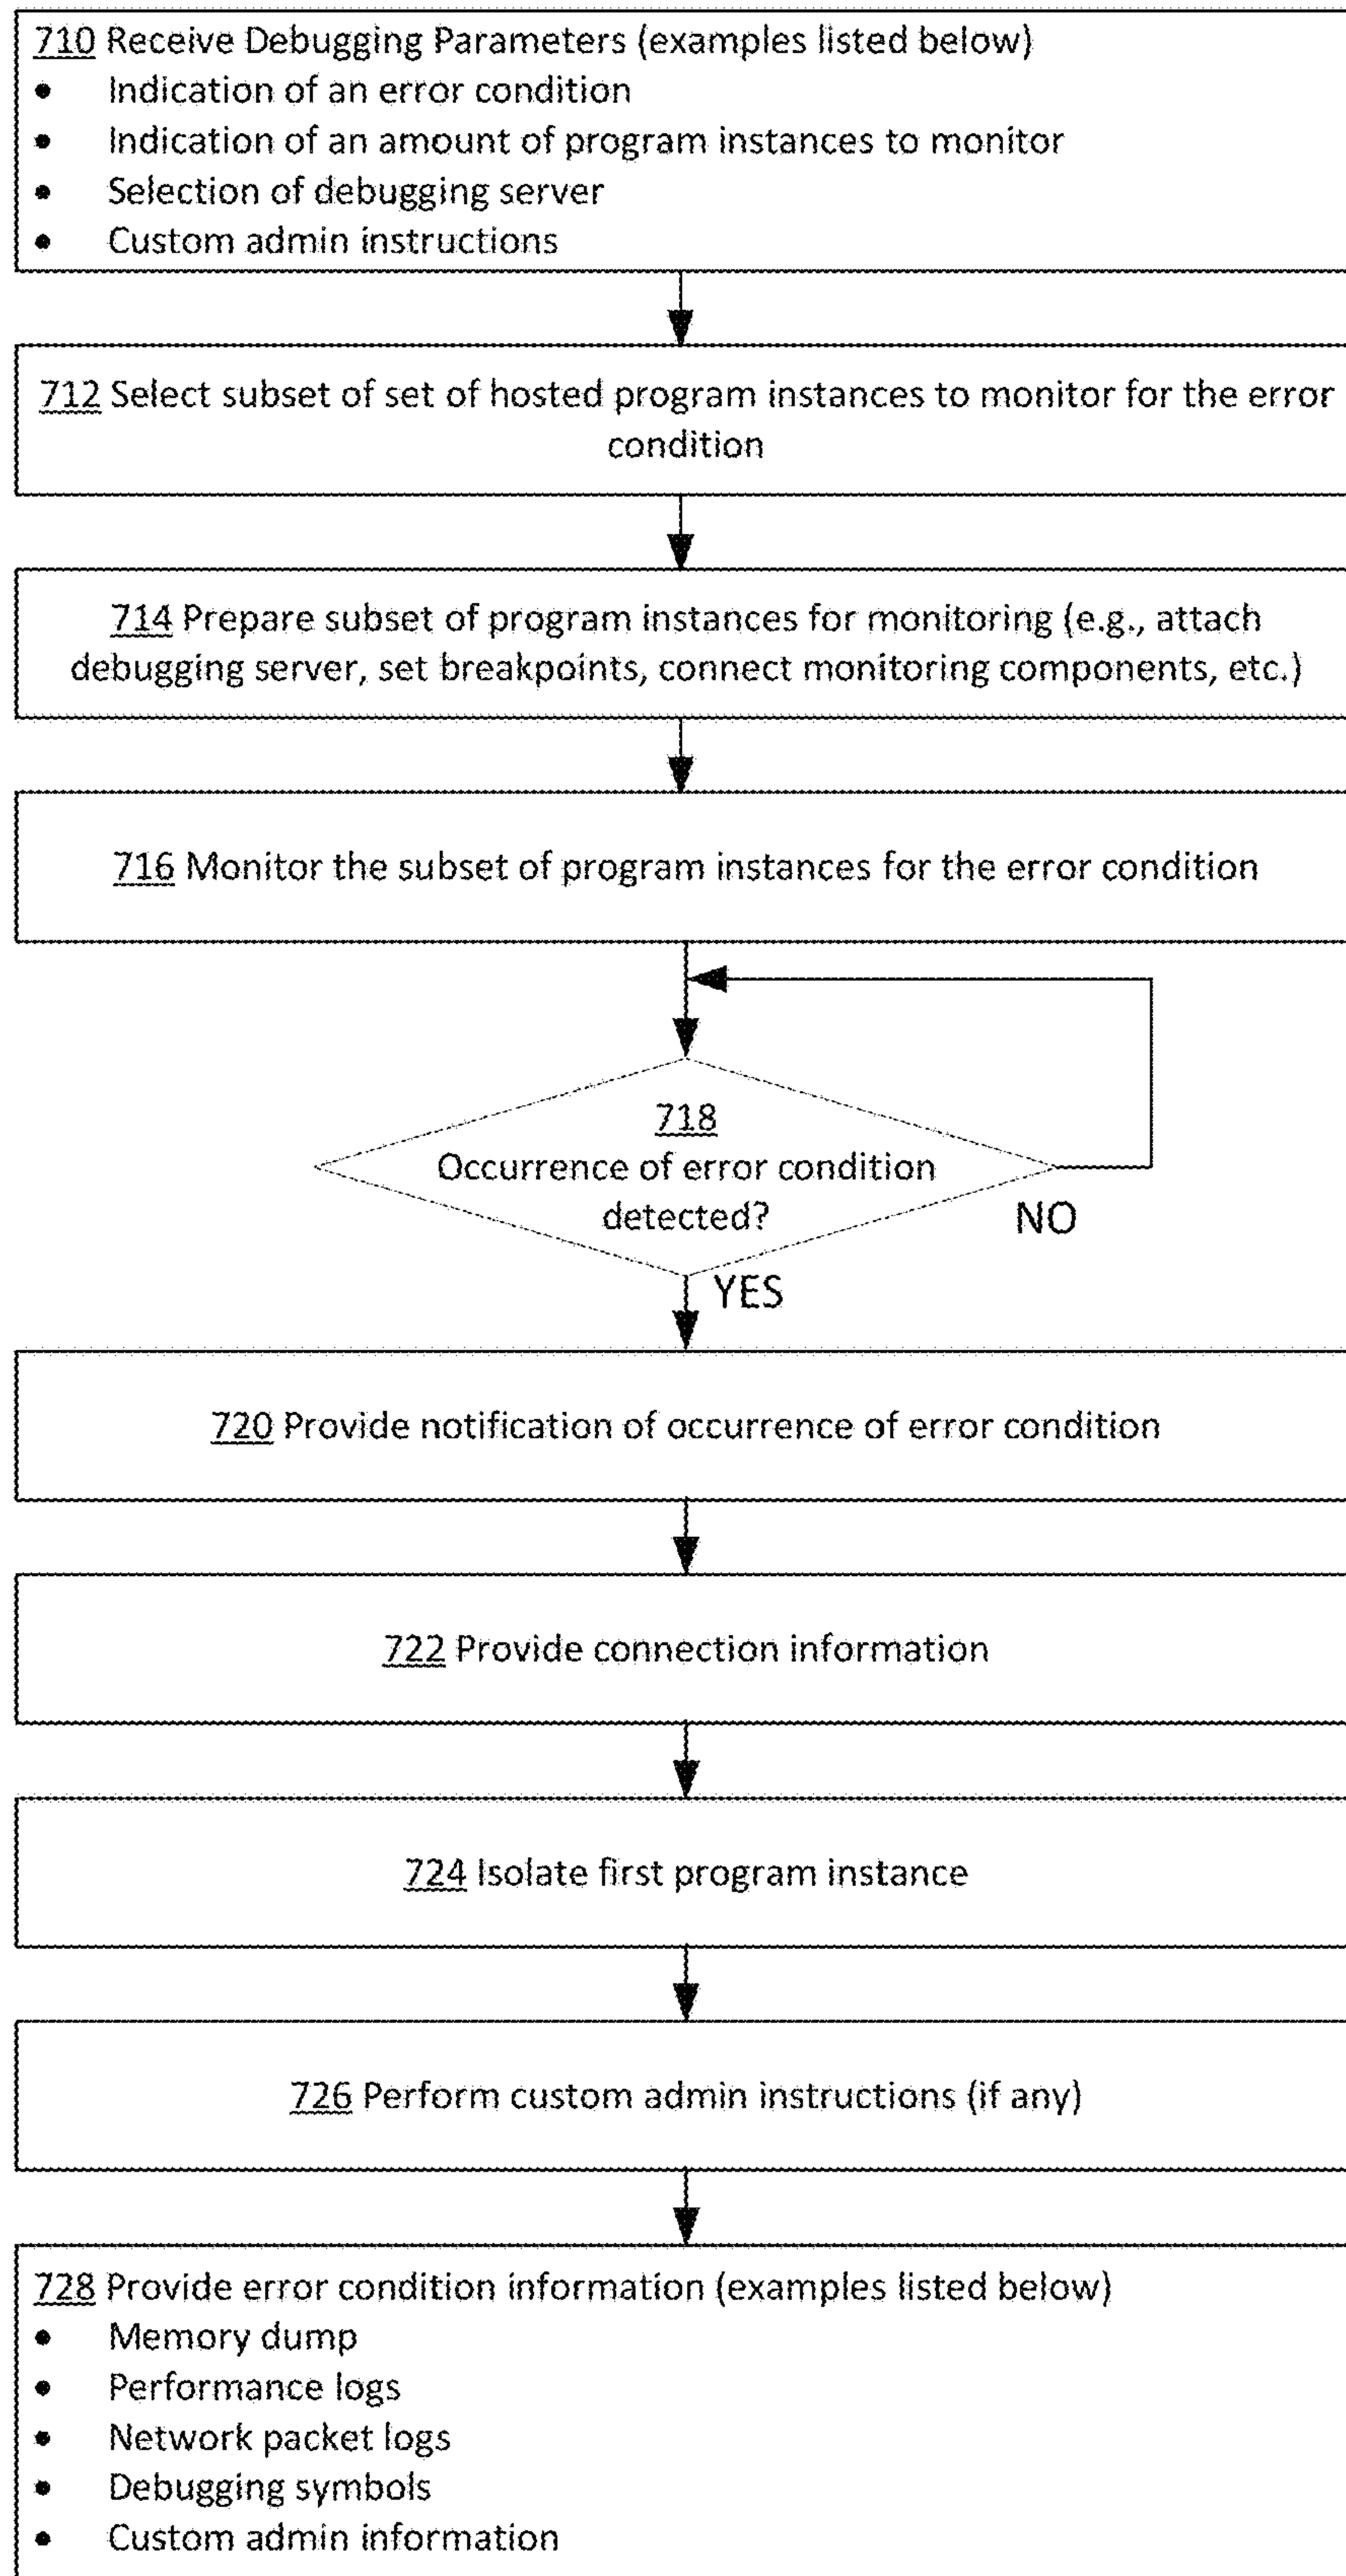 710 Receive Debugging Parameters (examples listed below)
• Indication of an error condition
• Indication of an amount of program instances to monitor
• Selection of debugging server
• Custom admin instructions
712 Select subset of set of hosted program instances to monitor for the error
condition
714 Prepare subset of program instances for monitoring (e.g., attach
debugging server, set breakpoints, connect monitoring components, etc.)
716 Monitor the subset of program instances for the error condition
718
Occurrence of error condition
detected?
NO
YES
720 Provide notification of occurrence of error condition
722 Provide connection information
724 Isolate first program instance
726 Perform custom admin instructions (if any)
728 Provide error condition information (examples listed below)
• Memory dump
• Performance logs
• Network packet logs
• Debugging symbols
• Custom admin information